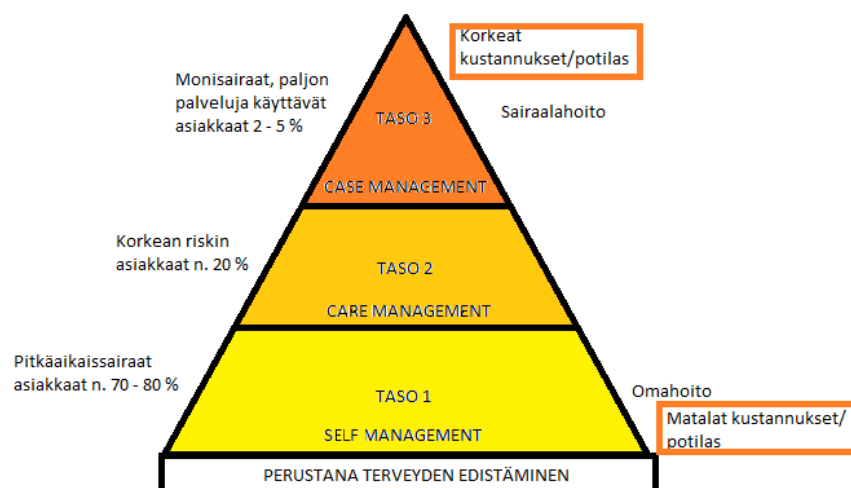 Korkeat
kustannukset/potilas
Monisairaat, paljon
palveluja käyttävät
asiakkaat 2 - 5 %
Sairaalahoito
TASO 3
CASE MANAGEMENT
Korkean riskin
asiakkaat n. 20 %
TASO 2
CARE MANAGEMENT
Pitkäaikaissairaat
asiakkaat n. 70 - 80 %
TASO 1
Omahoito
Matalat kustannukset/
potilas
SELF MANAGEMENT
PERUSTANA TERVEYDEN EDISTÄMINEN